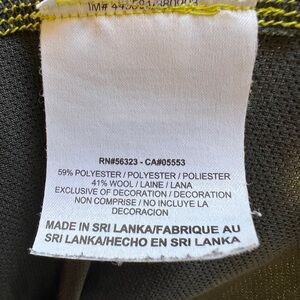 RN#56323 - CA#05553
59% POLYESTER / POLYESTER / POLIESTER
41% WOOL / LAINE / LANA
EXCLUSIVE OF DECORATION / DECORATION
NON COMPRISE / NO INCLUYE LA
DECORACION
MADE IN SRI LANKA/FABRIQUE AU
SRI LANKA/HECHO EN SRI LANKA